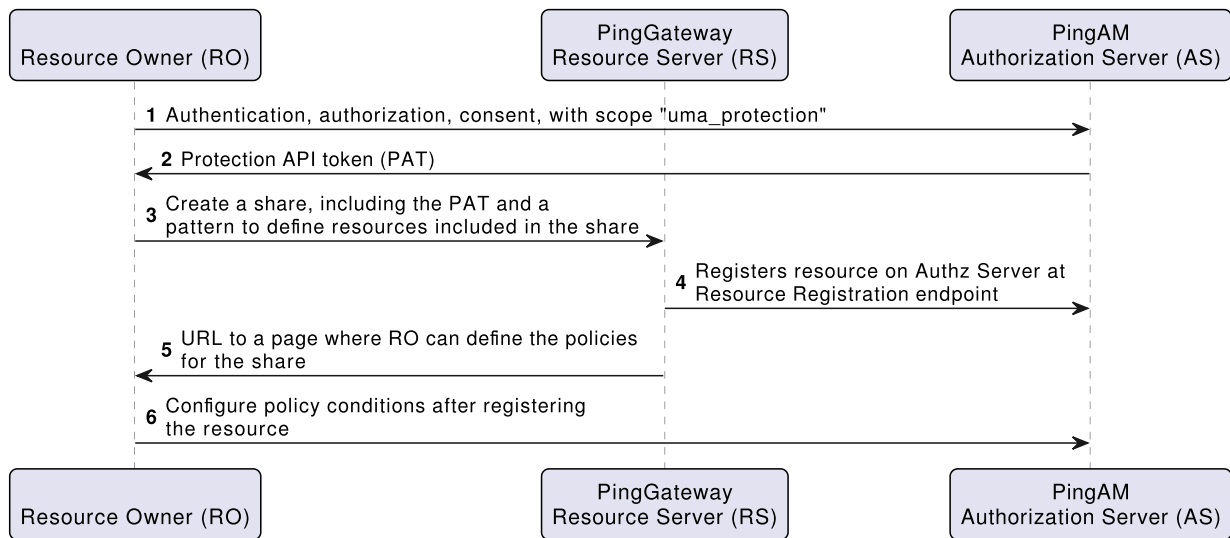 Resource Owner (RO)
PingGateway
Resource Server (RS)
PingAM
Authorization Server (AS)
1 Authentication, authorization, consent, with scope "uma_protection"
2 Protection API token (PAT)
3 Create a share, including the PAT and a
pattern to define resources included in the share
4 Registers resource on Authz Server at
Resource Registration endpoint
5 URL to a page where RO can define the policies
for the share
6 Configure policy conditions after registering
the resource
Resource Owner (RO)
PingGateway
Resource Server (RS)
PingAM
Authorization Server (AS)